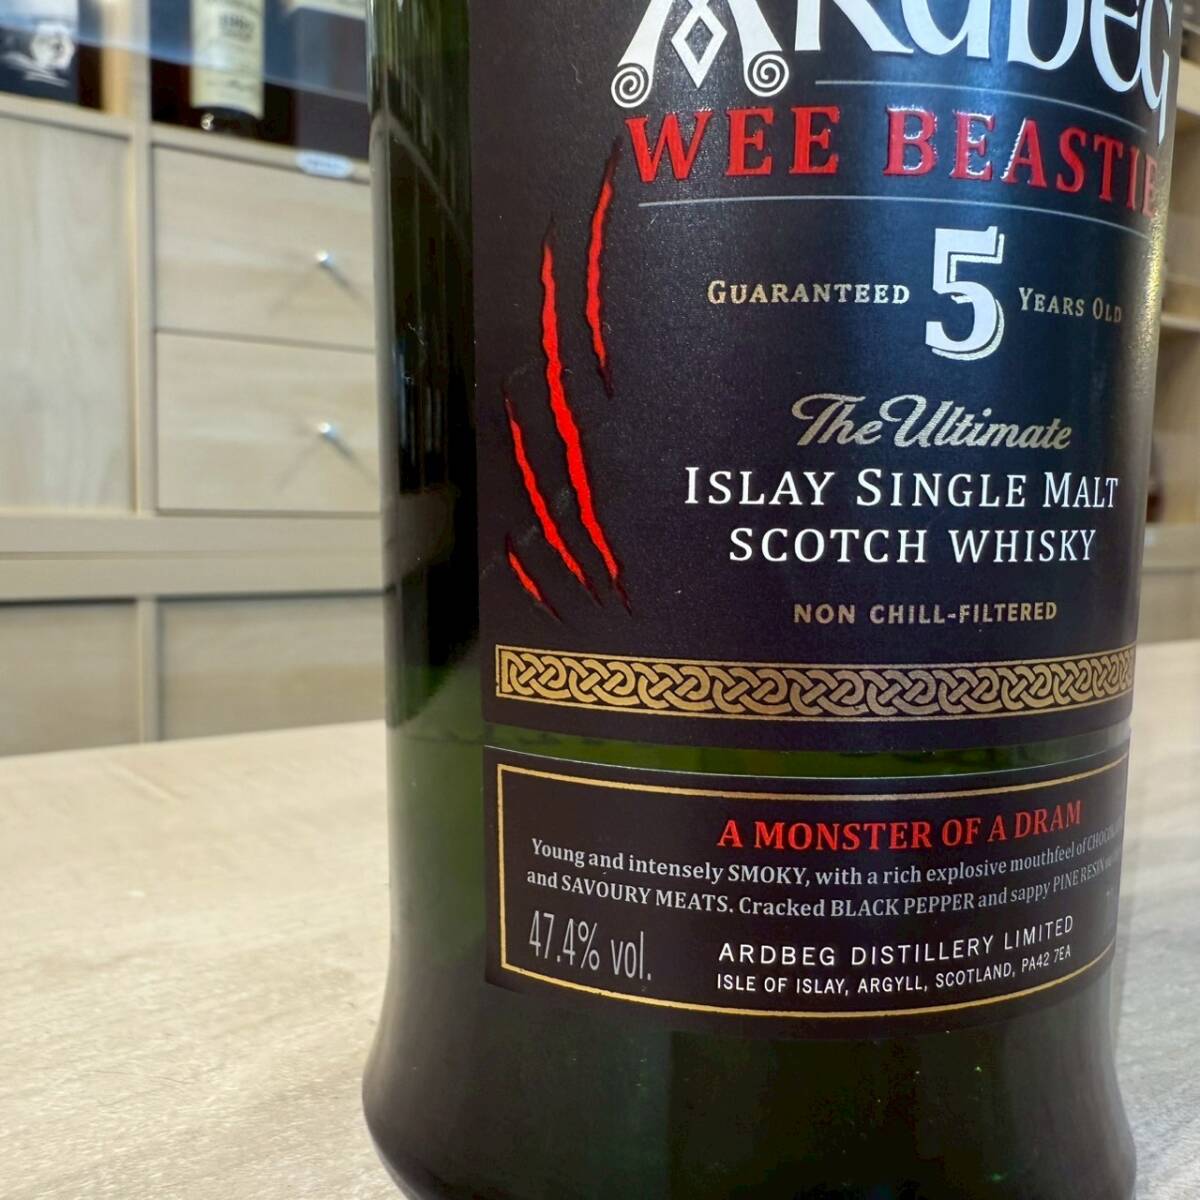 ARDBEG
WEE BEASTIE
GUARANTEED 5 YEARS OLD
The Ultimate
ISLAY SINGLE MALT
SCOTCH WHISKY
NON CHILL-FILTERED
A MONSTER OF A DRAM
Young and intensely SMOKY, with a rich explosive mouthfeel of
and SAVOURY MEATS. Cracked BLACK PEPPER and sappy PINE RESIN
47.4% vol.
ARDBEG DISTILLERY LIMITED
ISLE OF ISLAY, ARGYLL, SCOTLAND, PA42 7EA